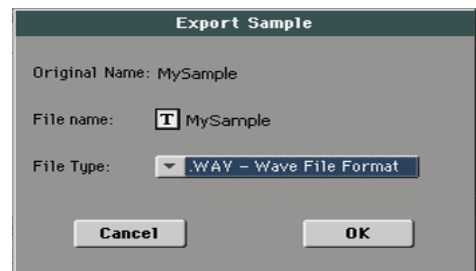 Export Sample
Original Name: MySample
File name: T MySample
File Type: .WAV - Wave File Format
Cancel OK